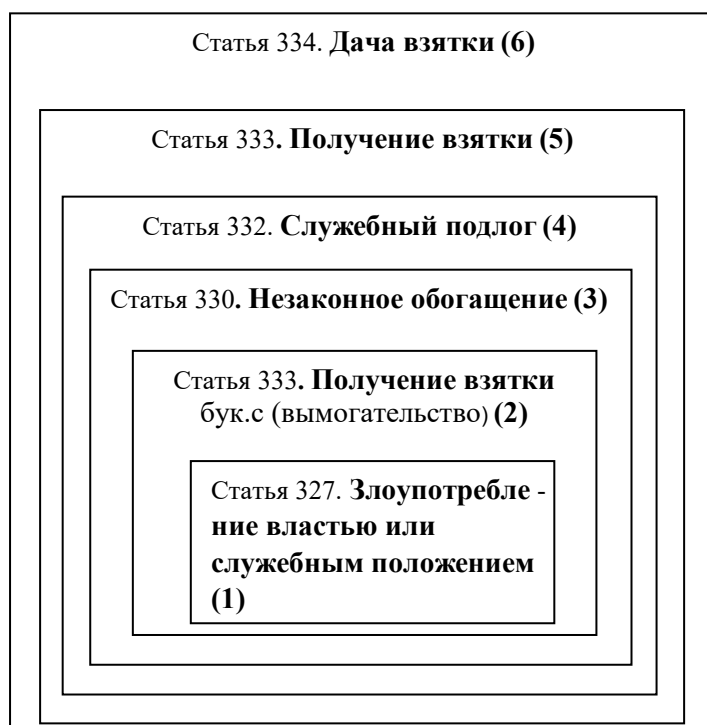 Статья 334. Дача взятки (6)
Статья 333. Получение взятки (5)
Статья 332. Служебный подлог (4)
Статья 330. Незаконное обогащение (3)
Статья 333. Получение взятки
бук.с (вымогательство) (2)
Статья 327. Злоупотребле -
ние властью или
служебным положением
(1)